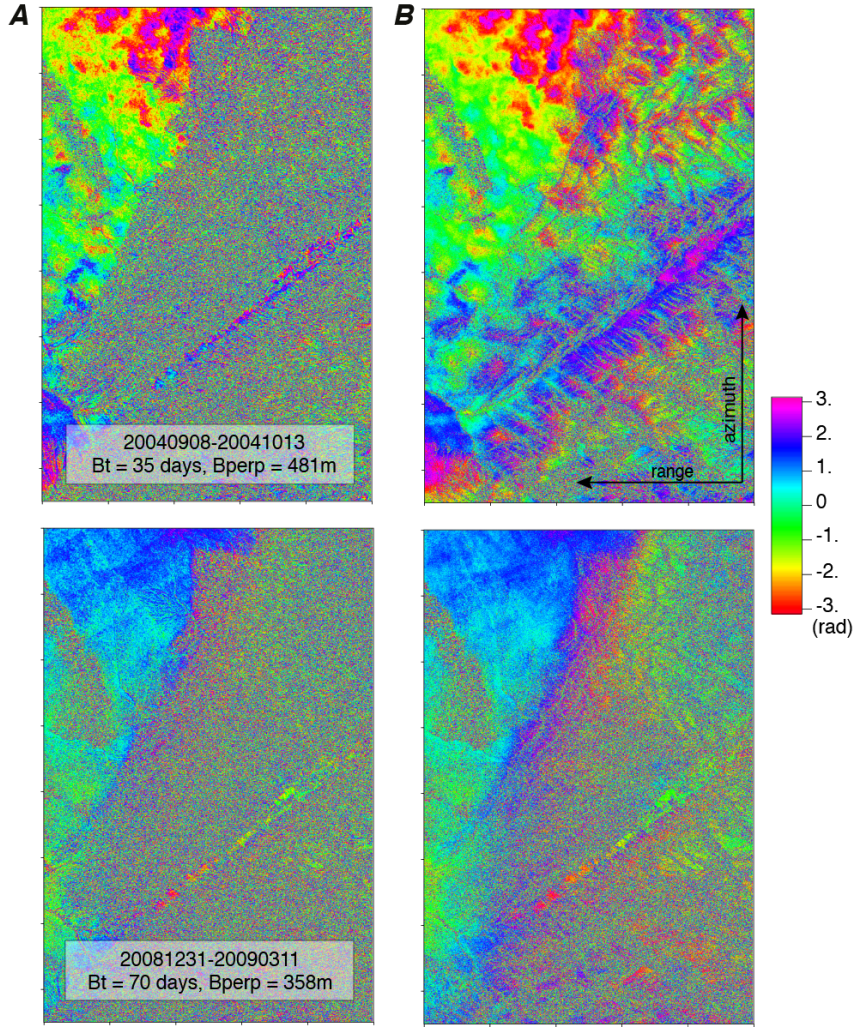 A
B
20040908-20041013
Bt = 35 days, Bperp = 481m
azimuth
range
3.
2.
1.
0
-1.
-2.
-3.
(rad)
20081231-20090311
Bt = 70 days, Bperp = 358m